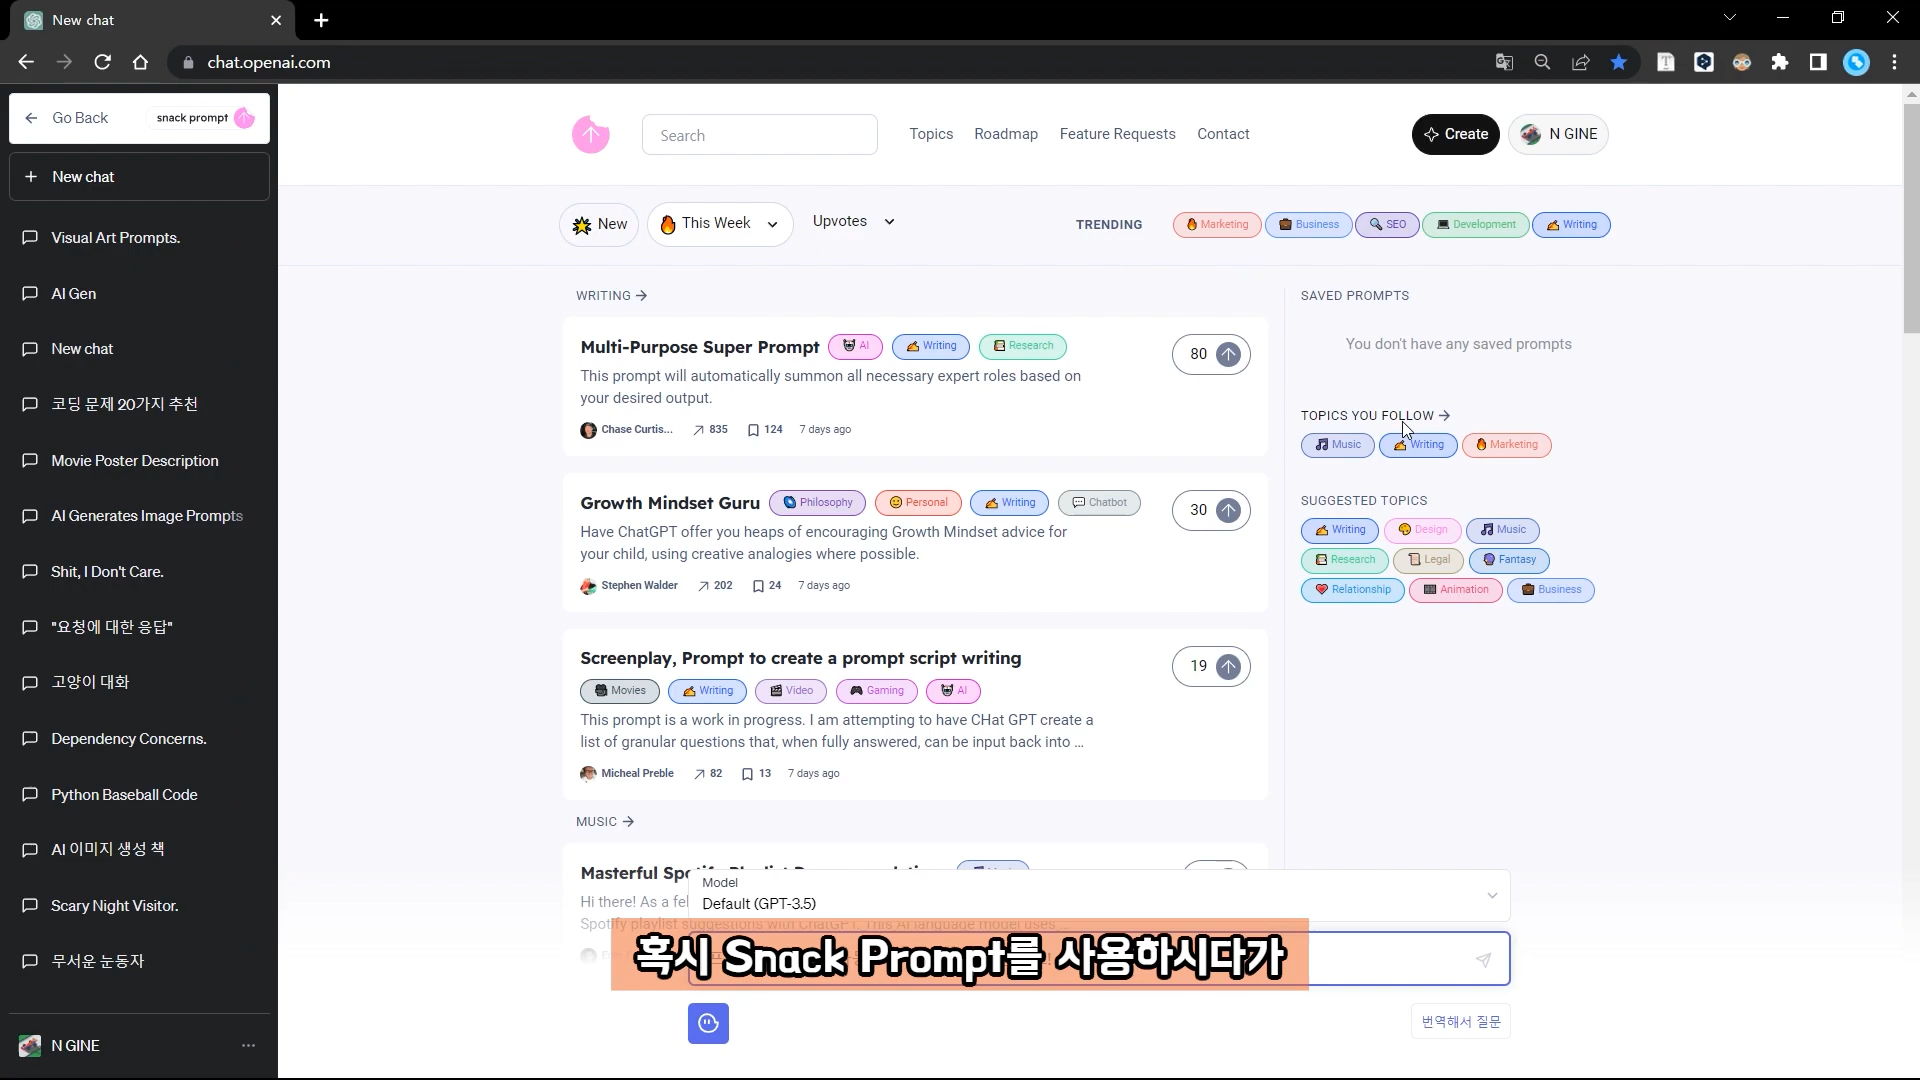 New chat
chat.openai.com
Go Back
snack prompt
New chat
Visual Art Prompts.
AI Gen
New chat
코딩 문제 20가지 추천
Movie Poster Description
AI Generates Image Prompts
Shit, I Don't Care.
"요청에 대한 응답"
고양이 대화
Dependency Concerns.
Python Baseball Code
AI 이미지 생성 책
Scary Night Visitor.
무서운 눈동자
N GINE
Search
Topics
Roadmap
Feature Requests
Contact
Create
N GINE
New
This Week
Upvotes
TRENDING
Marketing
Business
SEO
Development
Writing
WRITING
Multi-Purpose Super Prompt
AI
Writing
Research
80
This prompt will automatically summon all necessary expert roles based on
your desired output.
Chase Curtis...
835
124
7 days ago
Growth Mindset Guru
Philosophy
Personal
Writing
Chatbot
30
Have ChatGPT offer you heaps of encouraging Growth Mindset advice for
your child, using creative analogies where possible.
Stephen Walder
202
24
7 days ago
Screenplay, Prompt to create a prompt script writing
19
Movies
Writing
Video
Gaming
AI
This prompt is a work in progress. I am attempting to have CHat GPT create a
list of granular questions that, when fully answered, can be input back into ...
Micheal Preble
82
13
7 days ago
MUSIC
Masterful
Hi there! As a
Spotify playlist suggestions with ChatGPT. This AI language model uses
SAVED PROMPTS
You don't have any saved prompts
TOPICS YOU FOLLOW
Music
Writing
Marketing
SUGGESTED TOPICS
Writing
Design
Music
Research
Legal
Fantasy
Relationship
Animation
Business
Model
Default (GPT-3.5)
혹시 Snack Prompt를 사용하시다가
번역해서 질문